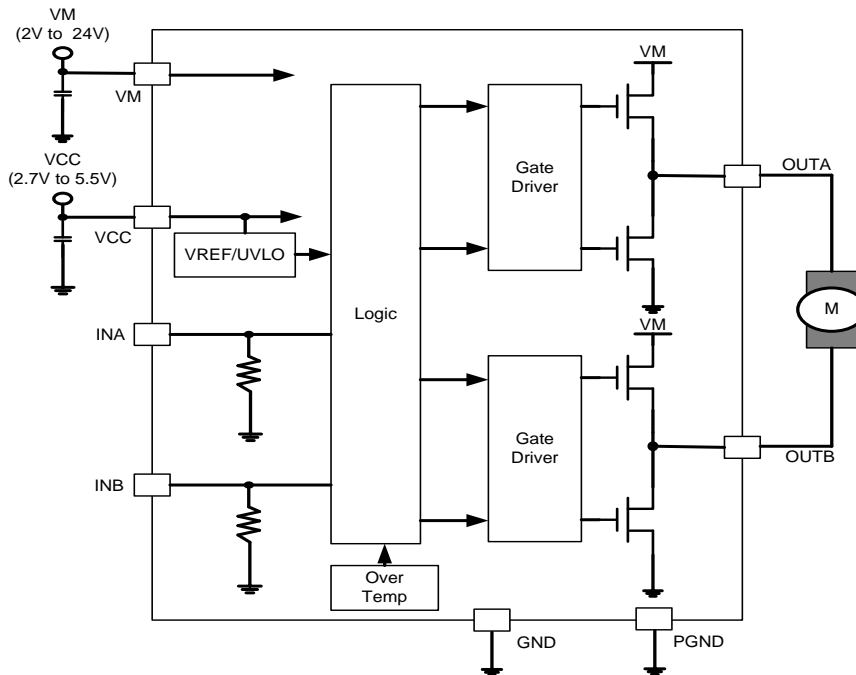 VM
(2V to  24V)
VM
VCC
(2.7V to 5.5V)
VCC
VREF/UVLO
INA
INB
Logic
Over
Temp
Gate
Driver
Gate
Driver
VM
VM
OUTA
M
OUTB
GND
PGND